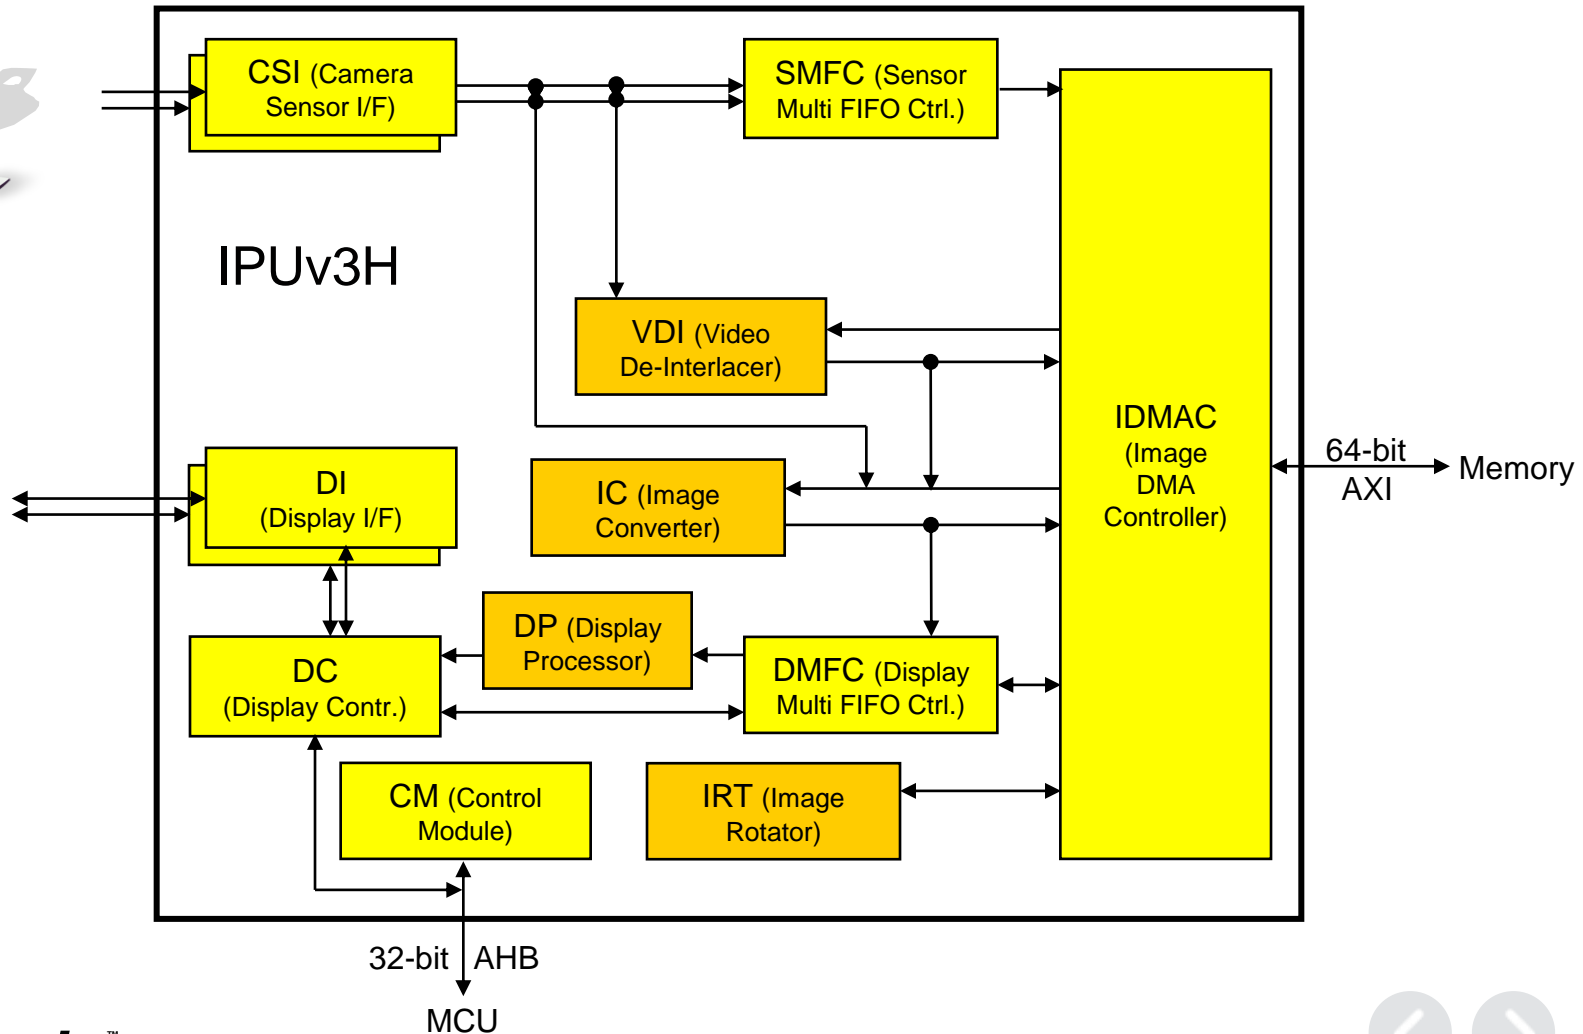 CSI (Camera
Sensor I/F)
SMFC (Sensor
Multi FIFO Ctrl.)
IPUv3H
VDI (Video
De-Interlacer)
IDMAC
(Image
DMA
Controller)
64-bit
AXI
Memory
DI
(Display I/F)
IC (Image
Converter)
DP (Display
Processor)
DC
(Display Contr.)
DMFC (Display
Multi FIFO Ctrl.)
CM (Control
Module)
IRT (Image
Rotator)
32-bit AHB
MCU